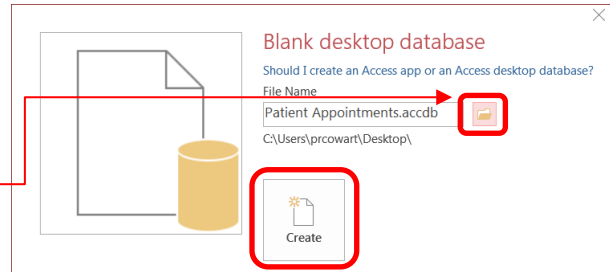 Blank desktop database
Should I create an Access app or an Access desktop database?
File Name
Patient Appointments.accdb
C:\Users\prcowart\Desktop\
Create